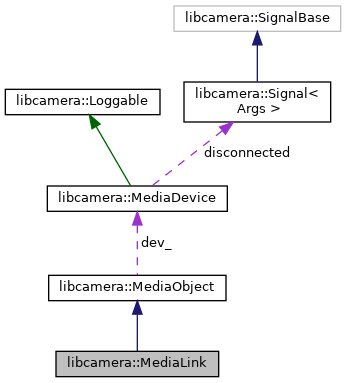 libcamera::SignalBase
libcamera::Loggable
libcamera::Signal<
Args >
disconnected
libcamera::MediaDevice
dev_
libcamera::MediaObject
libcamera::MediaLink